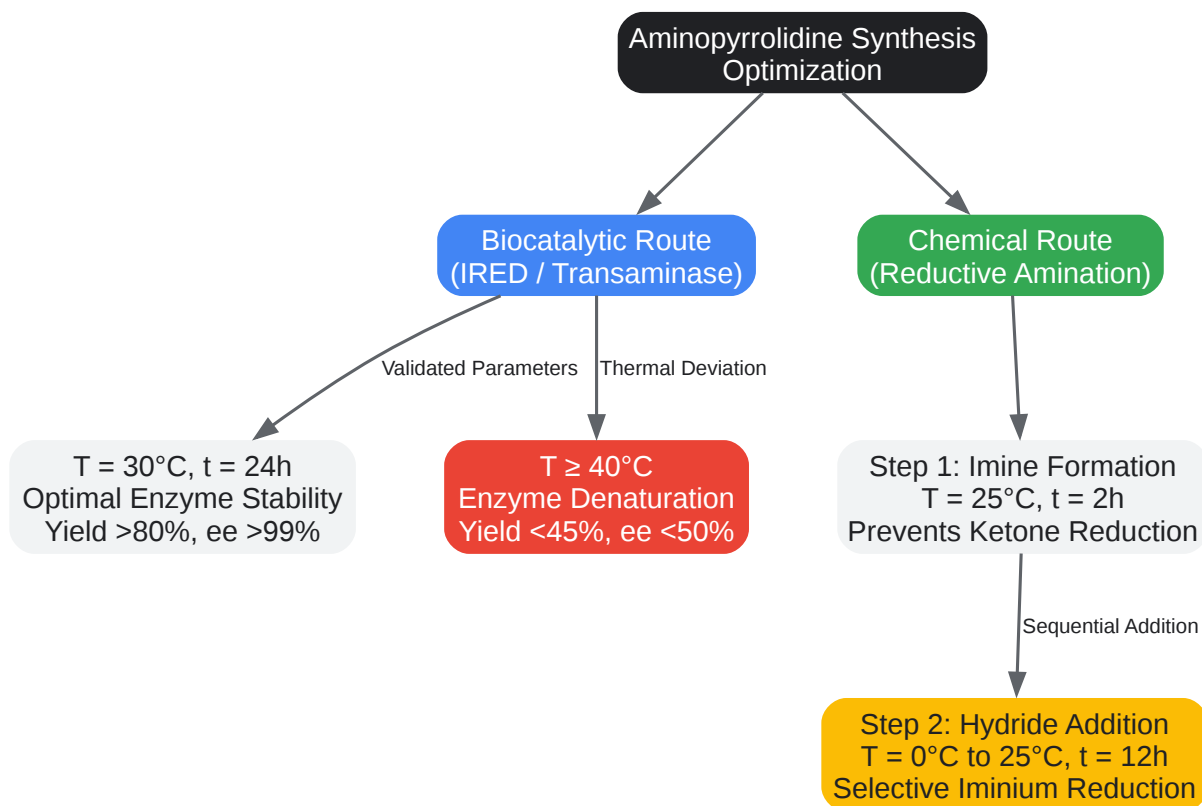 Aminopyrrolidine Synthesis
Optimization
Biocatalytic Route
(IRED / Transaminase)
Chemical Route
(Reductive Amination)
Validated Parameters
Thermal Deviation
T = 30°C, t = 24h
Optimal Enzyme Stability
Yield >80%, ee >99%
T ≥ 40°C
Enzyme Denaturation
Yield <45%, ee <50%
Step 1: Imine Formation
T = 25°C, t = 2h
Prevents Ketone Reduction
Sequential Addition
Step 2: Hydride Addition
T = 0°C to 25°C, t = 12h
Selective Iminium Reduction